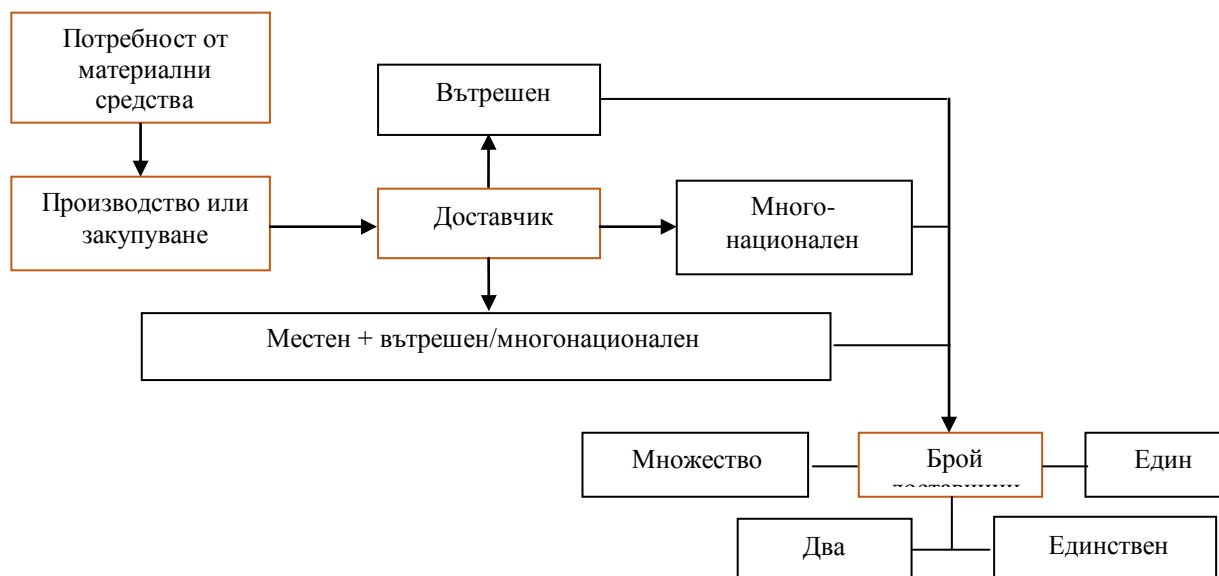 Потребност от
материални
средства
Вътрешен
Производство или
закупуване
Доставчик
Много-
национален
Местен + вътрешен/многонационален
Множество
Брой
Един
Два
Единствен